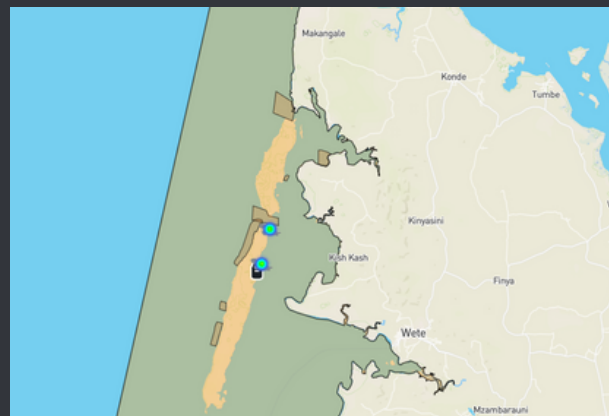 Makangale
Konde
Tumbe
Kinyasini
Kish Kash
Finya
Wete
Mzambarauni